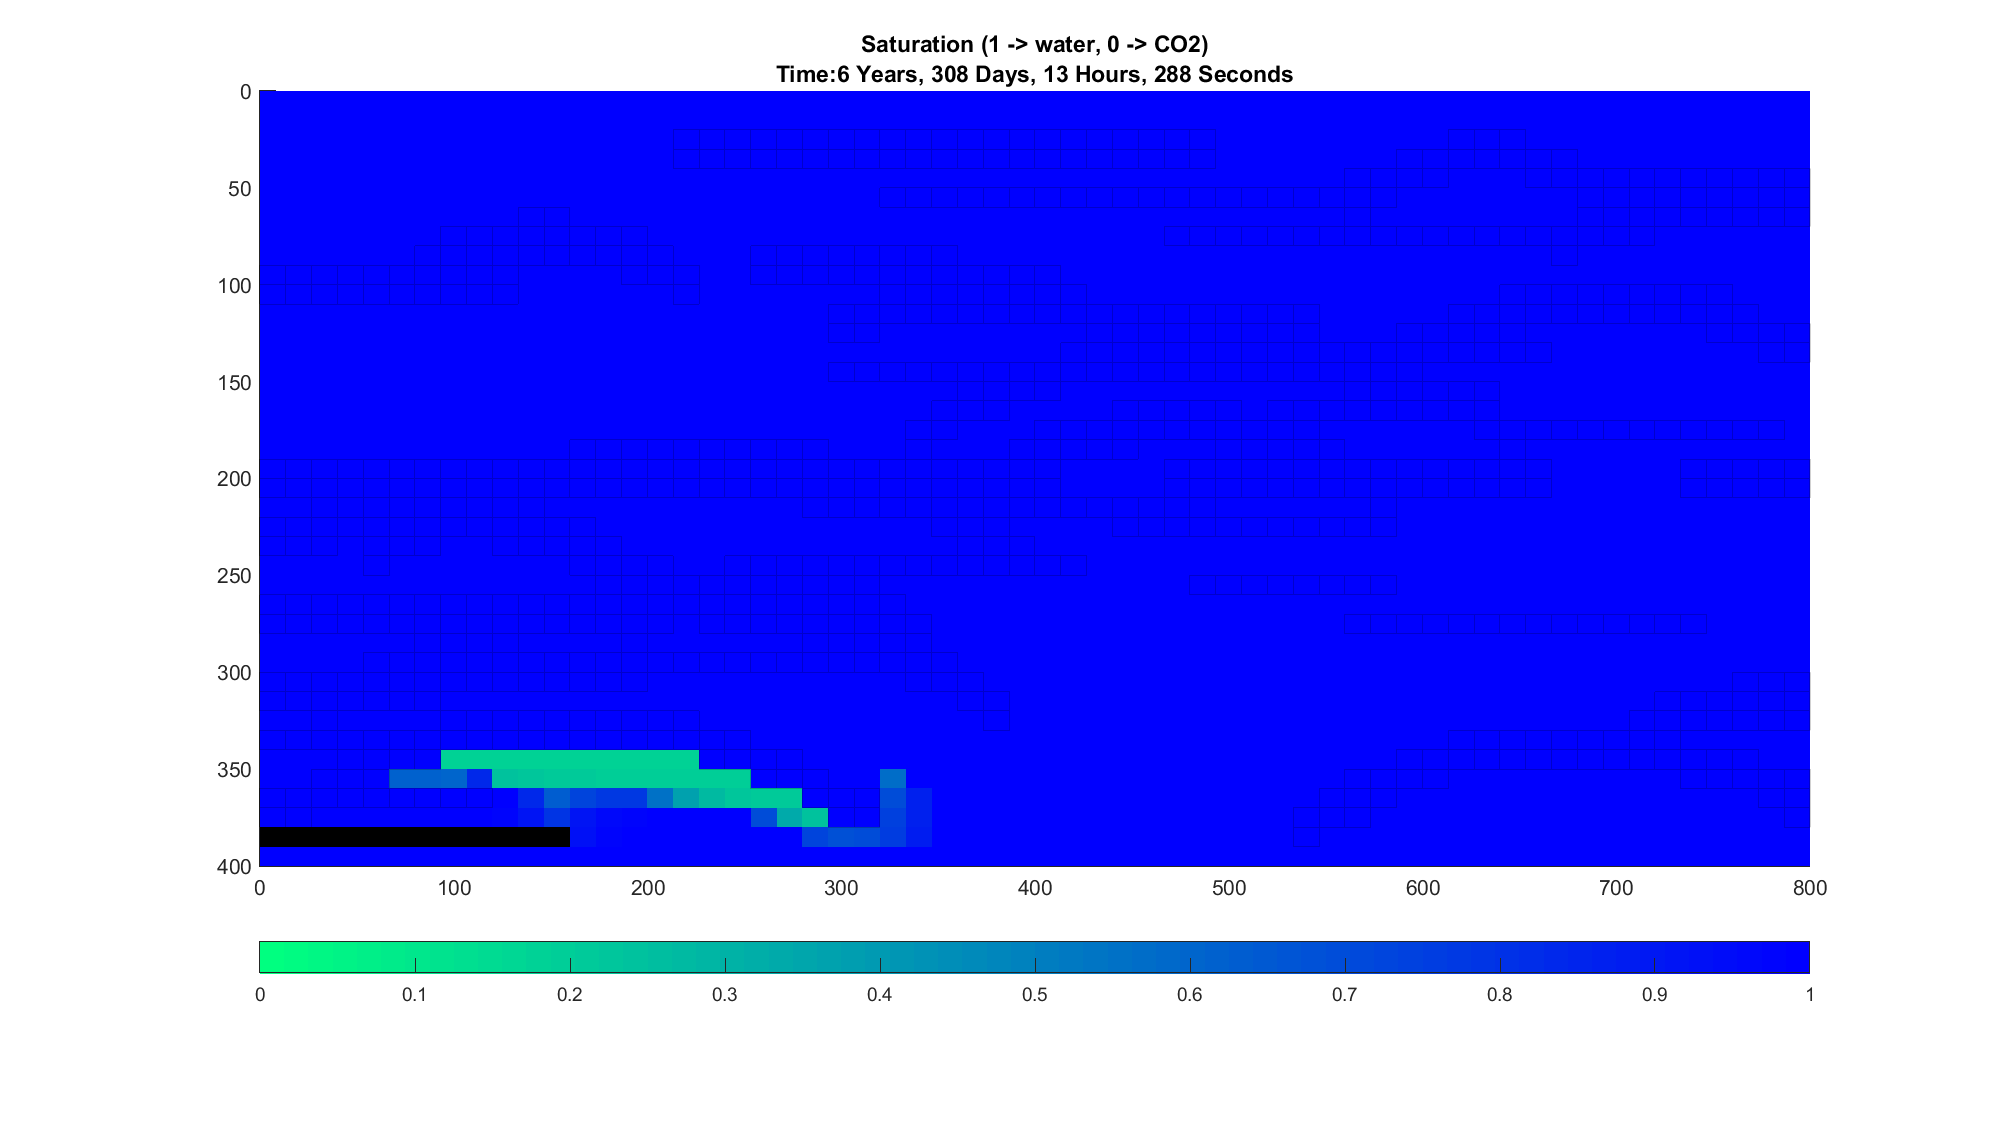 Saturation (1 -> water, 0 -> CO2)
Time:6 Years, 308 Days, 13 Hours, 288 Seconds
0
50
100
150
200
250
300
350
400
0 100 200 300 400 500 600 700 800
0 0.1 0.2 0.3 0.4 0.5 0.6 0.7 0.8 0.9 1